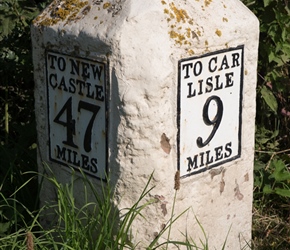 TO NEW
CASTLE
47
MILES
TO CAR
LISLE
9
MILES